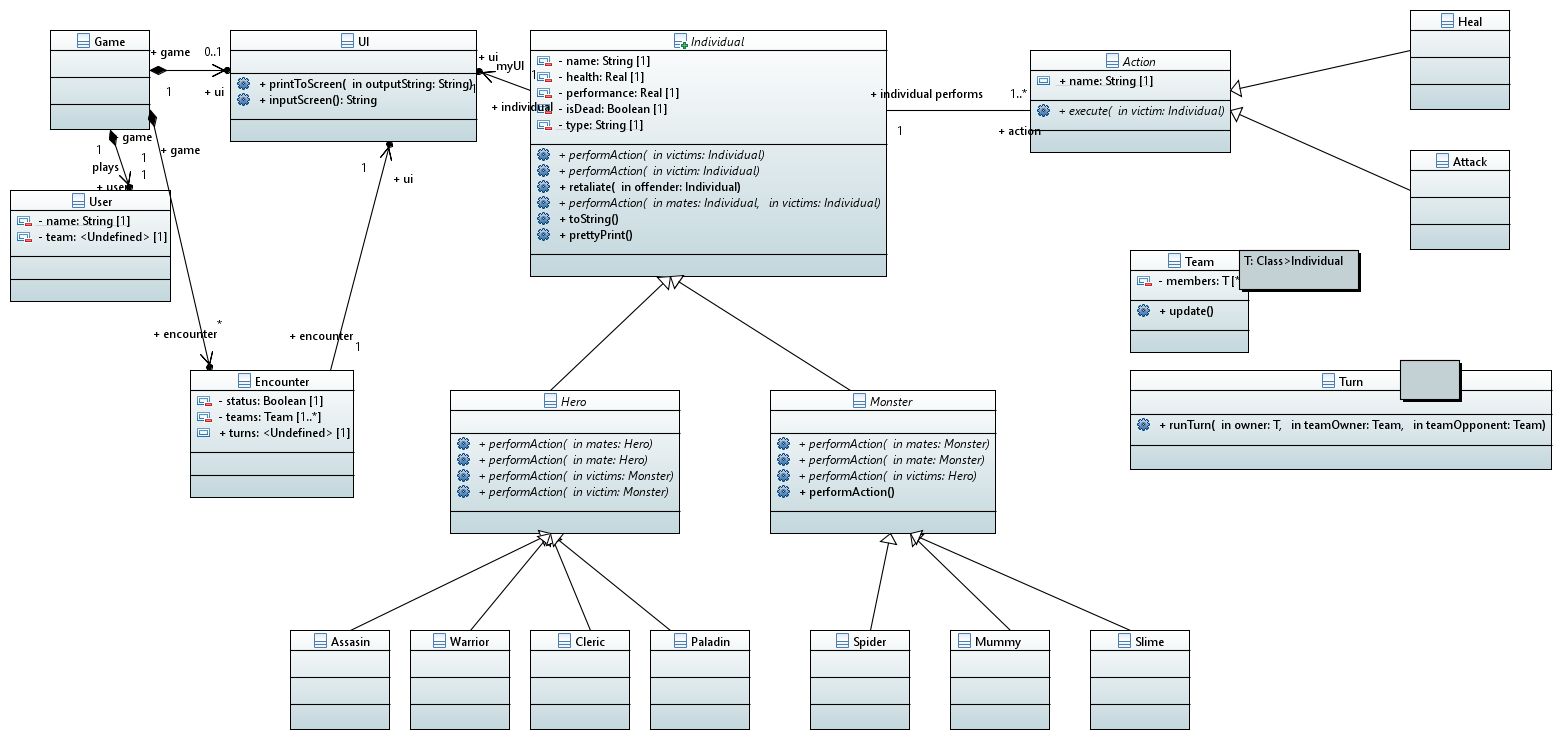 Game
+ game
0..1
1
+ ui
UI
+ printToScreen( in outputString: String)
+ inputScreen(): String
+ ui
myUI
1
1
+ individual
Individual
- name: String [1]
- health: Real [1]
- performance: Real [1]
- isDead: Boolean [1]
- type: String [1]
+ performAction( in victims: Individual)
+ performAction( in victim: Individual)
+ retaliate( in offender: Individual)
+ performAction( in mates: Individual, in victims: Individual)
+ toString()
+ prettyPrint()
+ individual performs
1..*
1
+ action
Action
+ name: String [1]
+ execute( in victim: Individual)
Heal
Attack
+ game
1
plays
1
+ user
1
+ game
User
- name: String [1]
- team: <Undefined> [1]
1
+ ui
Team
T: Class>Individual
- members: T [*
+ update()
+ encounter
*
+ encounter
1
Encounter
- status: Boolean [1]
- teams: Team [1..*]
+ turns: <Undefined> [1]
Turn
+ runTurn( in owner: T, in teamOwner: Team, in teamOpponent: Team)
Hero
+ performAction( in mates: Hero)
+ performAction( in mate: Hero)
+ performAction( in victims: Monster)
+ performAction( in victim: Monster)
Monster
+ performAction( in mates: Monster)
+ performAction( in mate: Monster)
+ performAction( in victims: Hero)
+ performAction()
Assasin
Warrior
Cleric
Paladin
Spider
Mummy
Slime